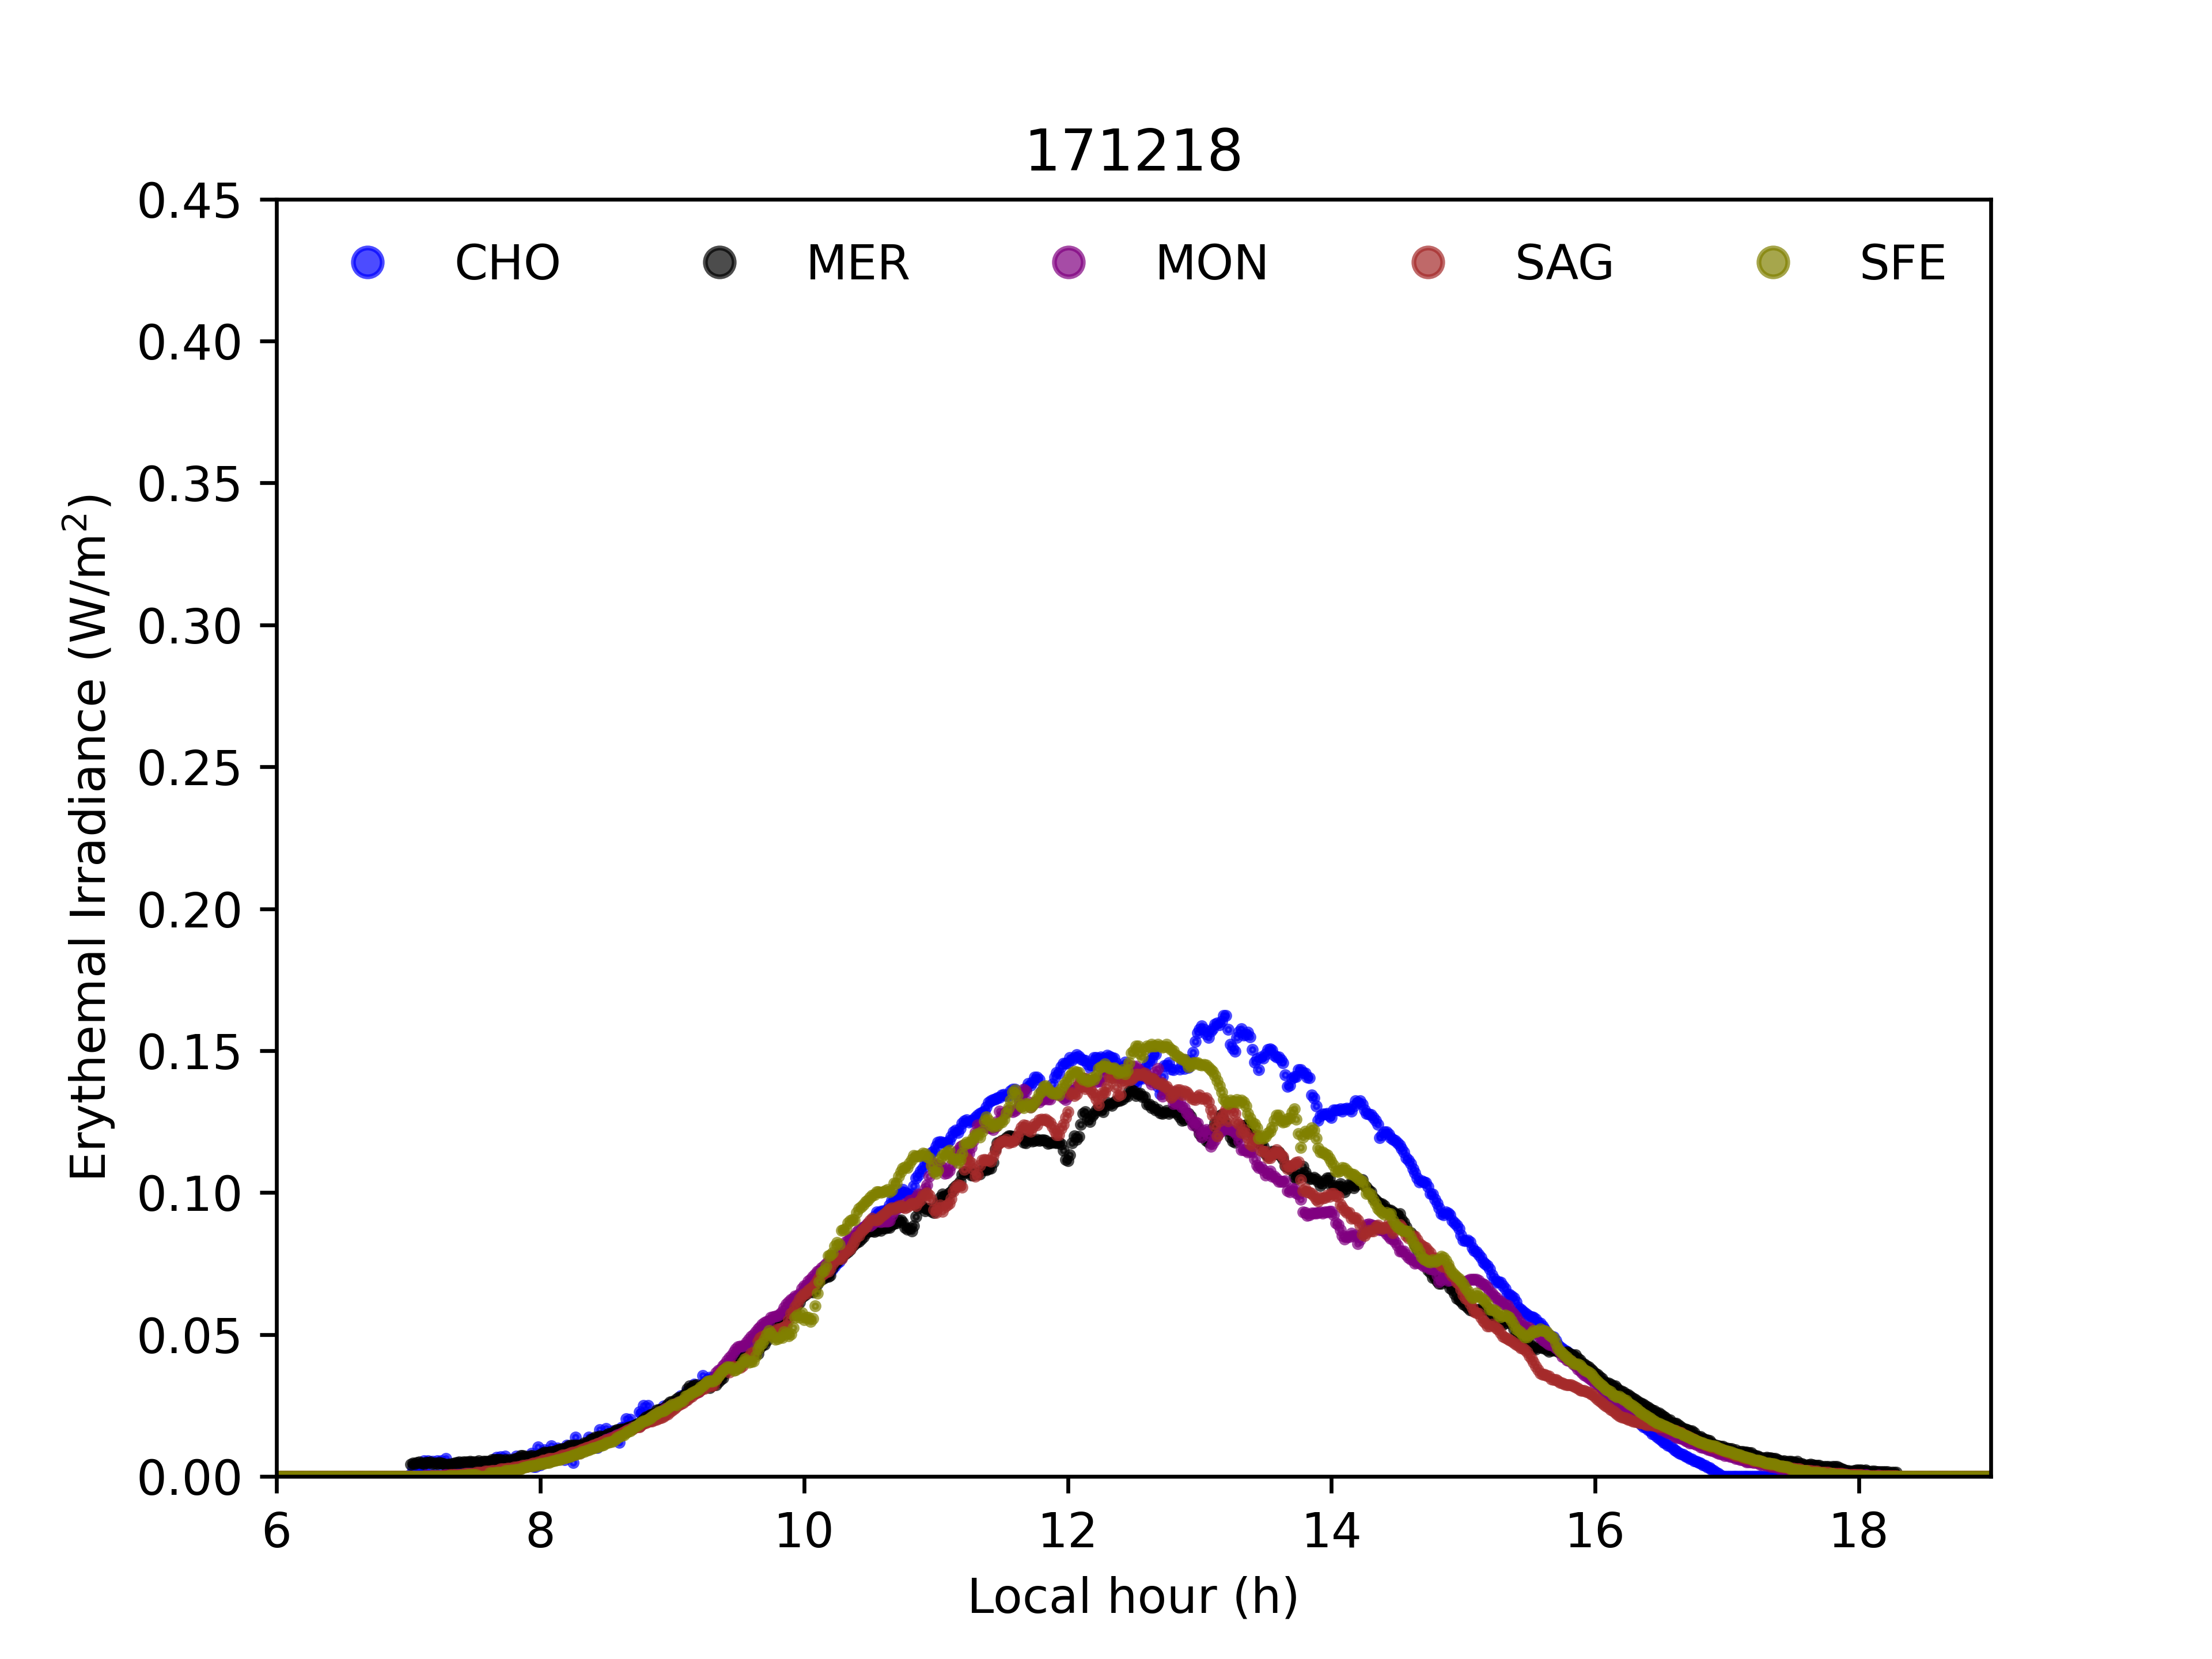 171218
CHO MER MON SAG SFE
0.45
0.40
0.35
0.30
0.25
0.20
0.15
0.10
0.05
0.00
Erythemal Irradiance (W/m²)
6 8 10 12 14 16 18
Local hour (h)